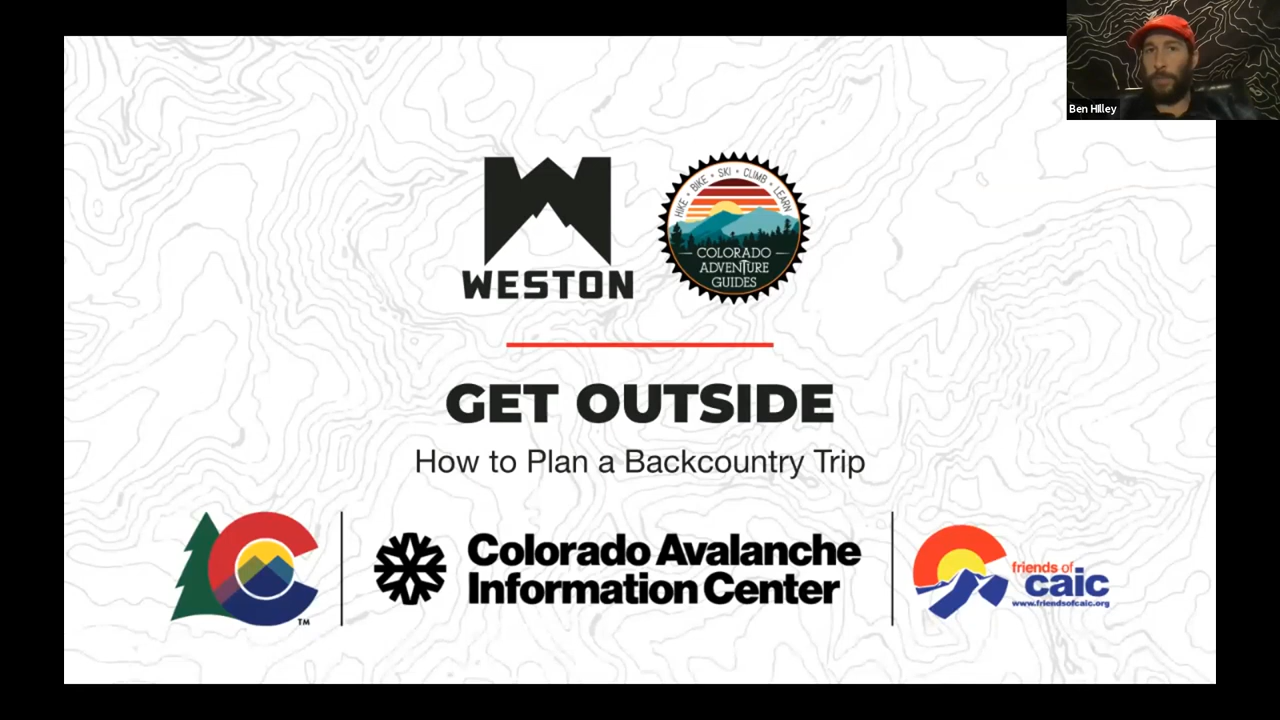 Ben Hilley
WESTON
HIKE • BIKE • SKI • CLIMB • LEARN
COLORADO
ADVENTURE
GUIDES
GET OUTSIDE
How to Plan a Backcountry Trip
TM
Colorado Avalanche
Information Center
friends of
caic
www.friendsofcaic.org